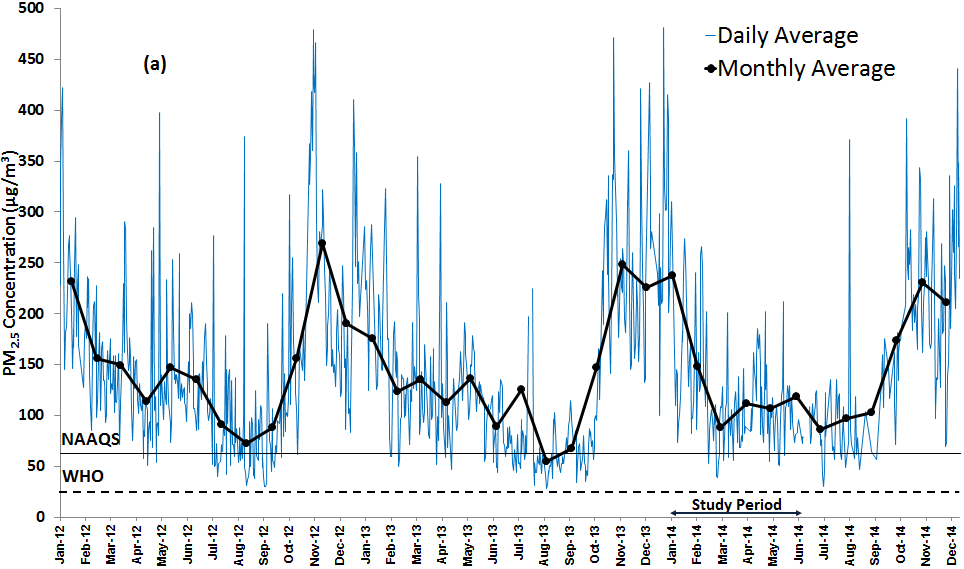 500
450
400
350
300
250
200
150
100
50
0
PM2.5 Concentration (µg/m3)
(a)
Daily Average
Monthly Average
NAAQS
WHO
Study Period
Jan-12
Feb-12
Mar-12
Apr-12
May-12
Jun-12
Jul-12
Aug-12
Sep-12
Oct-12
Nov-12
Dec-12
Jan-13
Feb-13
Mar-13
Apr-13
May-13
Jun-13
Jul-13
Aug-13
Sep-13
Oct-13
Nov-13
Dec-13
Jan-14
Feb-14
Mar-14
Apr-14
May-14
Jun-14
Jul-14
Aug-14
Sep-14
Oct-14
Nov-14
Dec-14